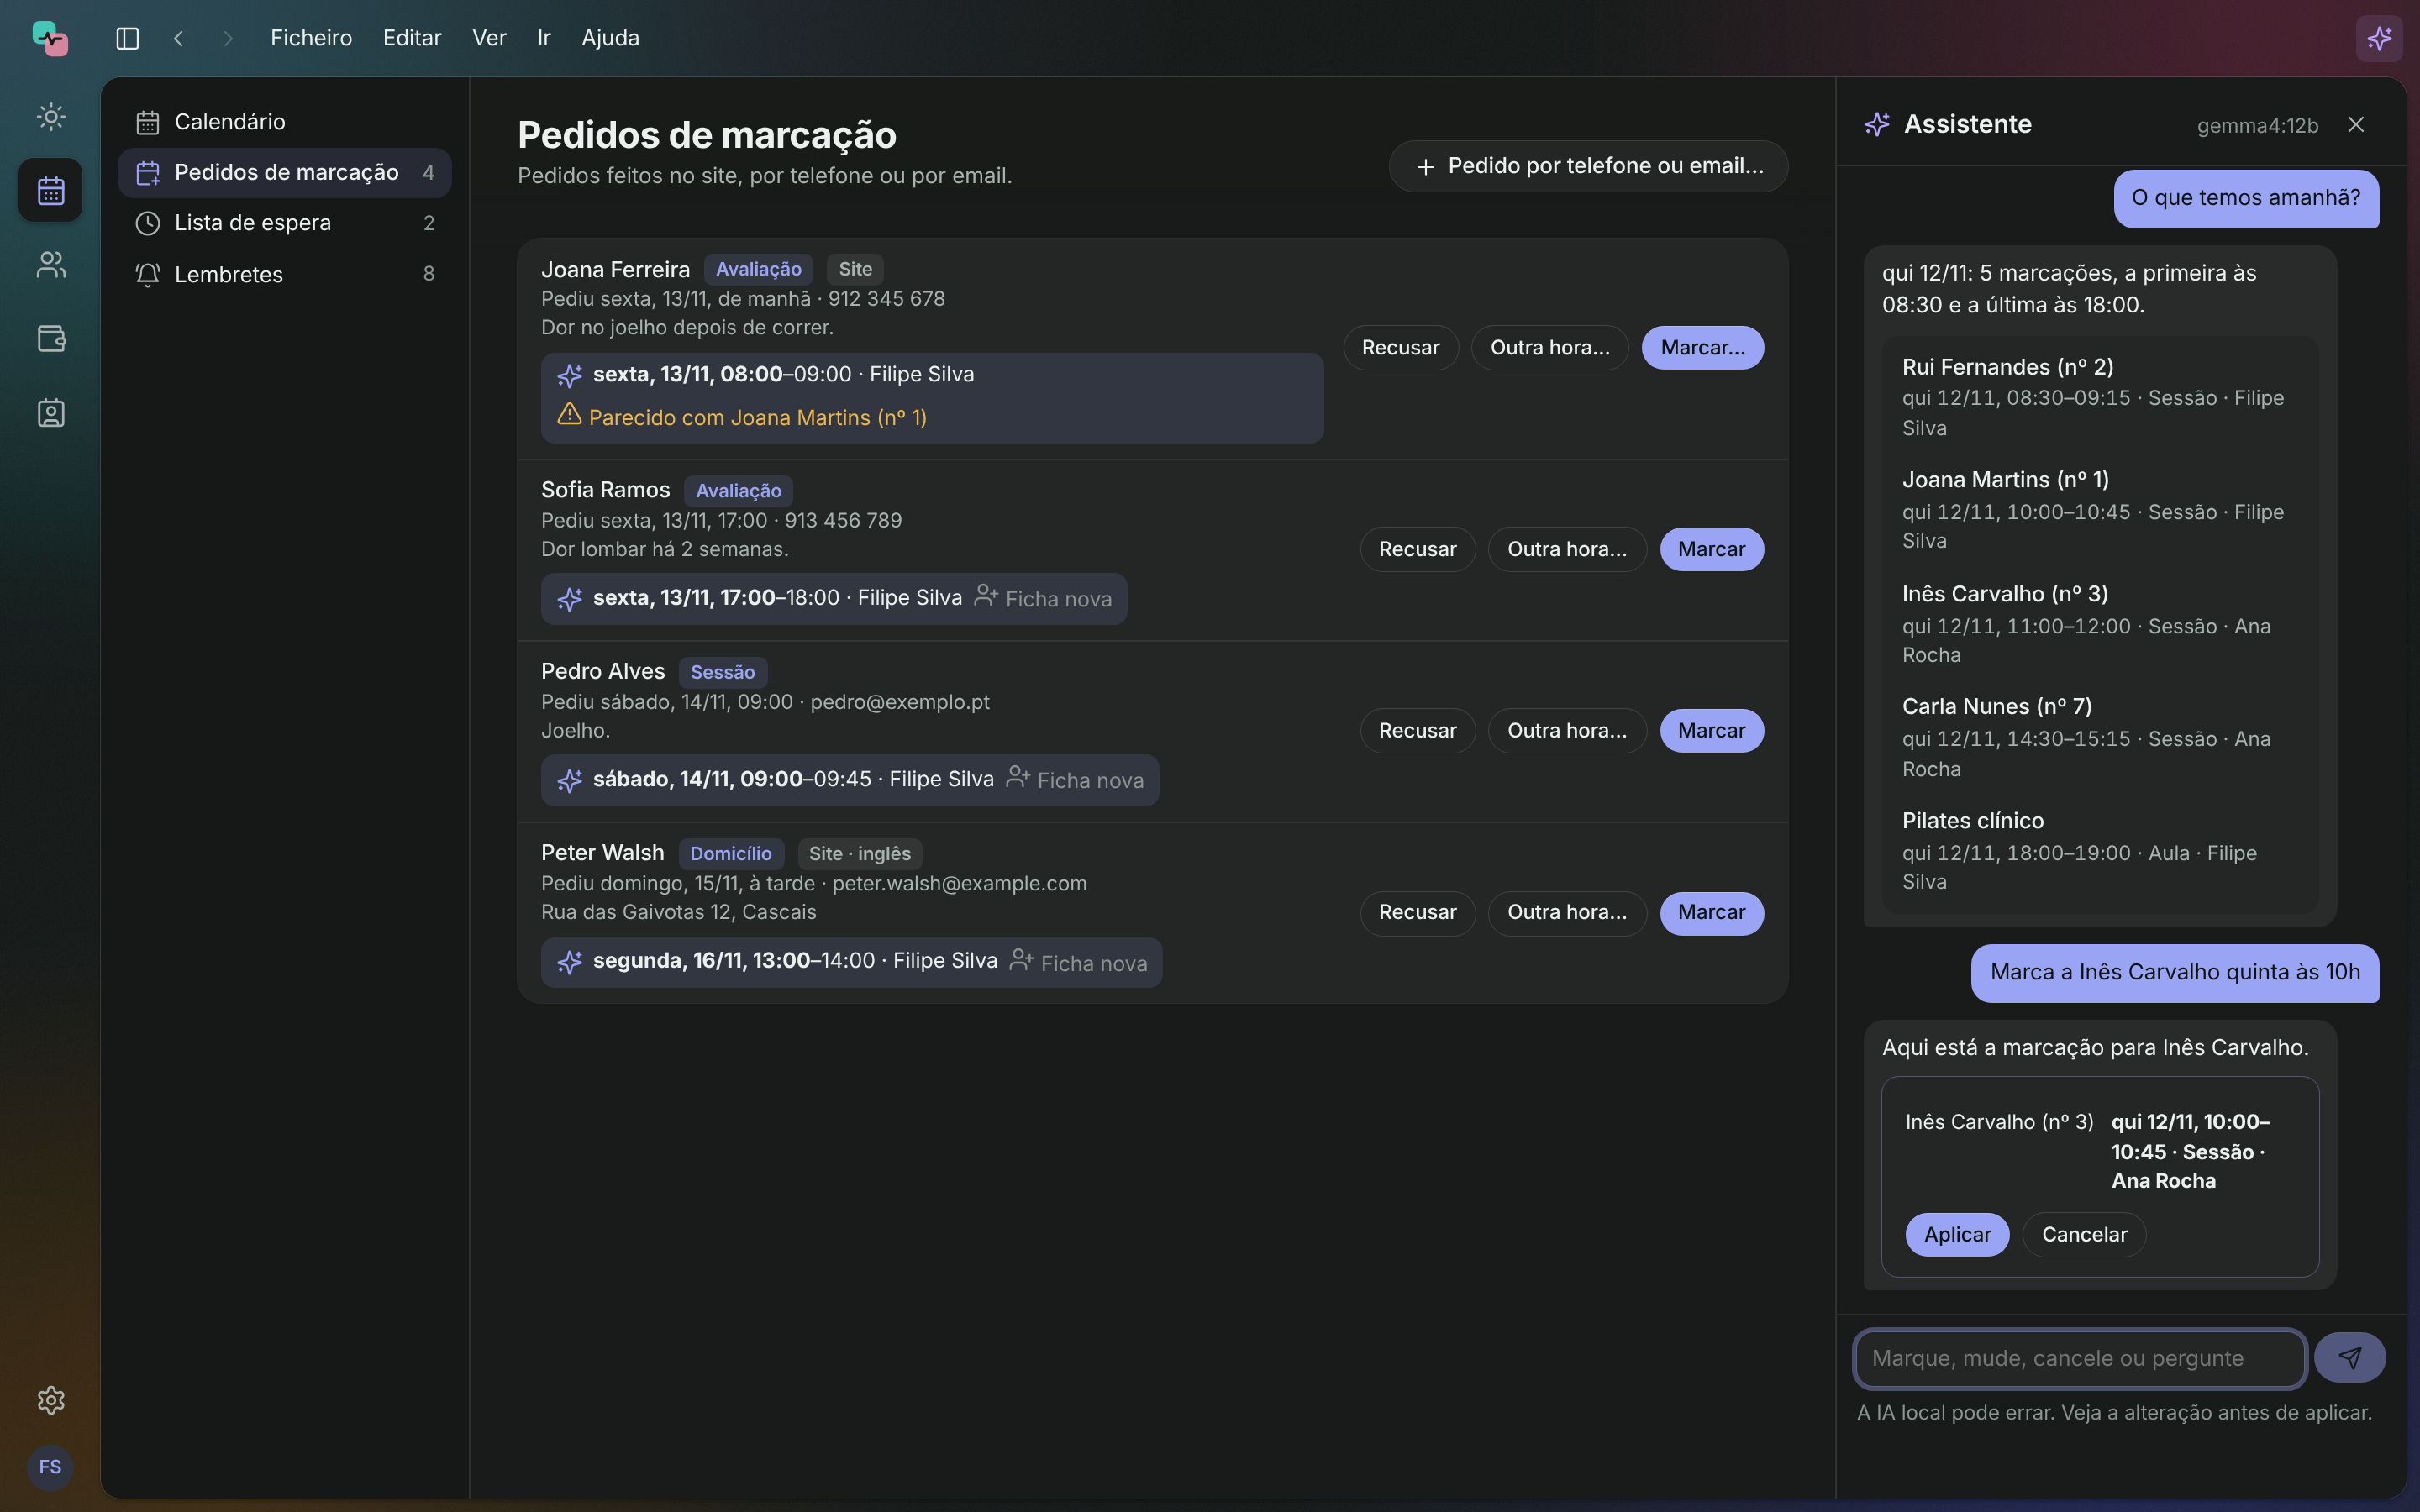 Ficheiro Editar Ver Ir Ajuda
Calendário
Pedidos de marcação 4
Lista de espera 2
Lembretes 8
FS
Pedidos de marcação
Pedidos feitos no site, por telefone ou por email.
Pedido por telefone ou email...
Joana Ferreira Avaliação Site
Pediu sexta, 13/11, de manhã · 912 345 678
Dor no joelho depois de correr.
sexta, 13/11, 08:00–09:00 · Filipe Silva
Parecido com Joana Martins (nº 1)
Recusar Outra hora... Marcar...
Sofia Ramos Avaliação
Pediu sexta, 13/11, 17:00 · 913 456 789
Dor lombar há 2 semanas.
sexta, 13/11, 17:00–18:00 · Filipe Silva Ficha nova
Recusar Outra hora... Marcar
Pedro Alves Sessão
Pediu sábado, 14/11, 09:00 · pedro@exemplo.pt
Joelho.
sábado, 14/11, 09:00–09:45 · Filipe Silva Ficha nova
Recusar Outra hora... Marcar
Peter Walsh Domicílio Site · inglês
Pediu domingo, 15/11, à tarde · peter.walsh@example.com
Rua das Gaivotas 12, Cascais
segunda, 16/11, 13:00–14:00 · Filipe Silva Ficha nova
Recusar Outra hora... Marcar
Assistente gemma4:12b
O que temos amanhã?
qui 12/11: 5 marcações, a primeira às
08:30 e a última às 18:00.
Rui Fernandes (nº 2)
qui 12/11, 08:30–09:15 · Sessão · Filipe
Silva
Joana Martins (nº 1)
qui 12/11, 10:00–10:45 · Sessão · Filipe
Silva
Inês Carvalho (nº 3)
qui 12/11, 11:00–12:00 · Sessão · Ana
Rocha
Carla Nunes (nº 7)
qui 12/11, 14:30–15:15 · Sessão · Ana
Rocha
Pilates clínico
qui 12/11, 18:00–19:00 · Aula · Filipe
Silva
Marca a Inês Carvalho quinta às 10h
Aqui está a marcação para Inês Carvalho.
Inês Carvalho (nº 3) qui 12/11, 10:00–
10:45 · Sessão ·
Ana Rocha
Aplicar Cancelar
Marque, mude, cancele ou pergunte
A IA local pode errar. Veja a alteração antes de aplicar.